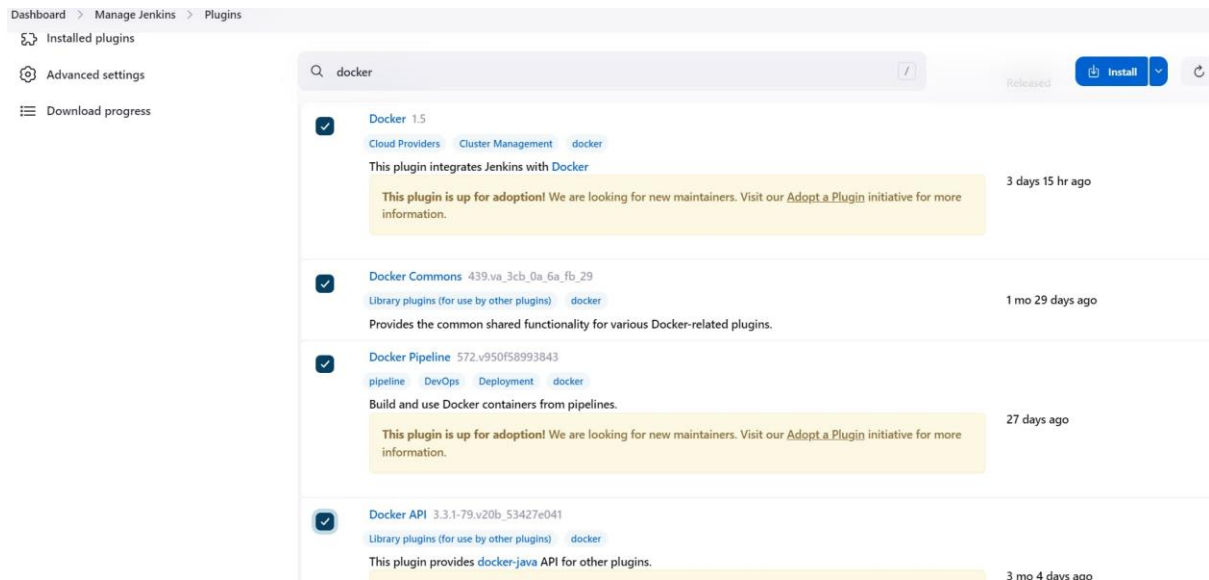 Dashboard > Manage Jenkins > Plugins
Installed plugins
Advanced settings
Download progress
docker /
Released
Install
Docker 1.5
Cloud Providers Cluster Management docker
This plugin integrates Jenkins with Docker
This plugin is up for adoption! We are looking for new maintainers. Visit our Adopt a Plugin initiative for more
information.
3 days 15 hr ago
Docker Commons 439.va_3cb_0a_6a_fb_29
Library plugins (for use by other plugins) docker
Provides the common shared functionality for various Docker-related plugins.
1 mo 29 days ago
Docker Pipeline 572.v950f58993843
pipeline DevOps Deployment docker
Build and use Docker containers from pipelines.
This plugin is up for adoption! We are looking for new maintainers. Visit our Adopt a Plugin initiative for more
information.
27 days ago
Docker API 3.3.1-79.v20b_53427e041
Library plugins (for use by other plugins) docker
This plugin provides docker-java API for other plugins.
3 mo 4 days ago